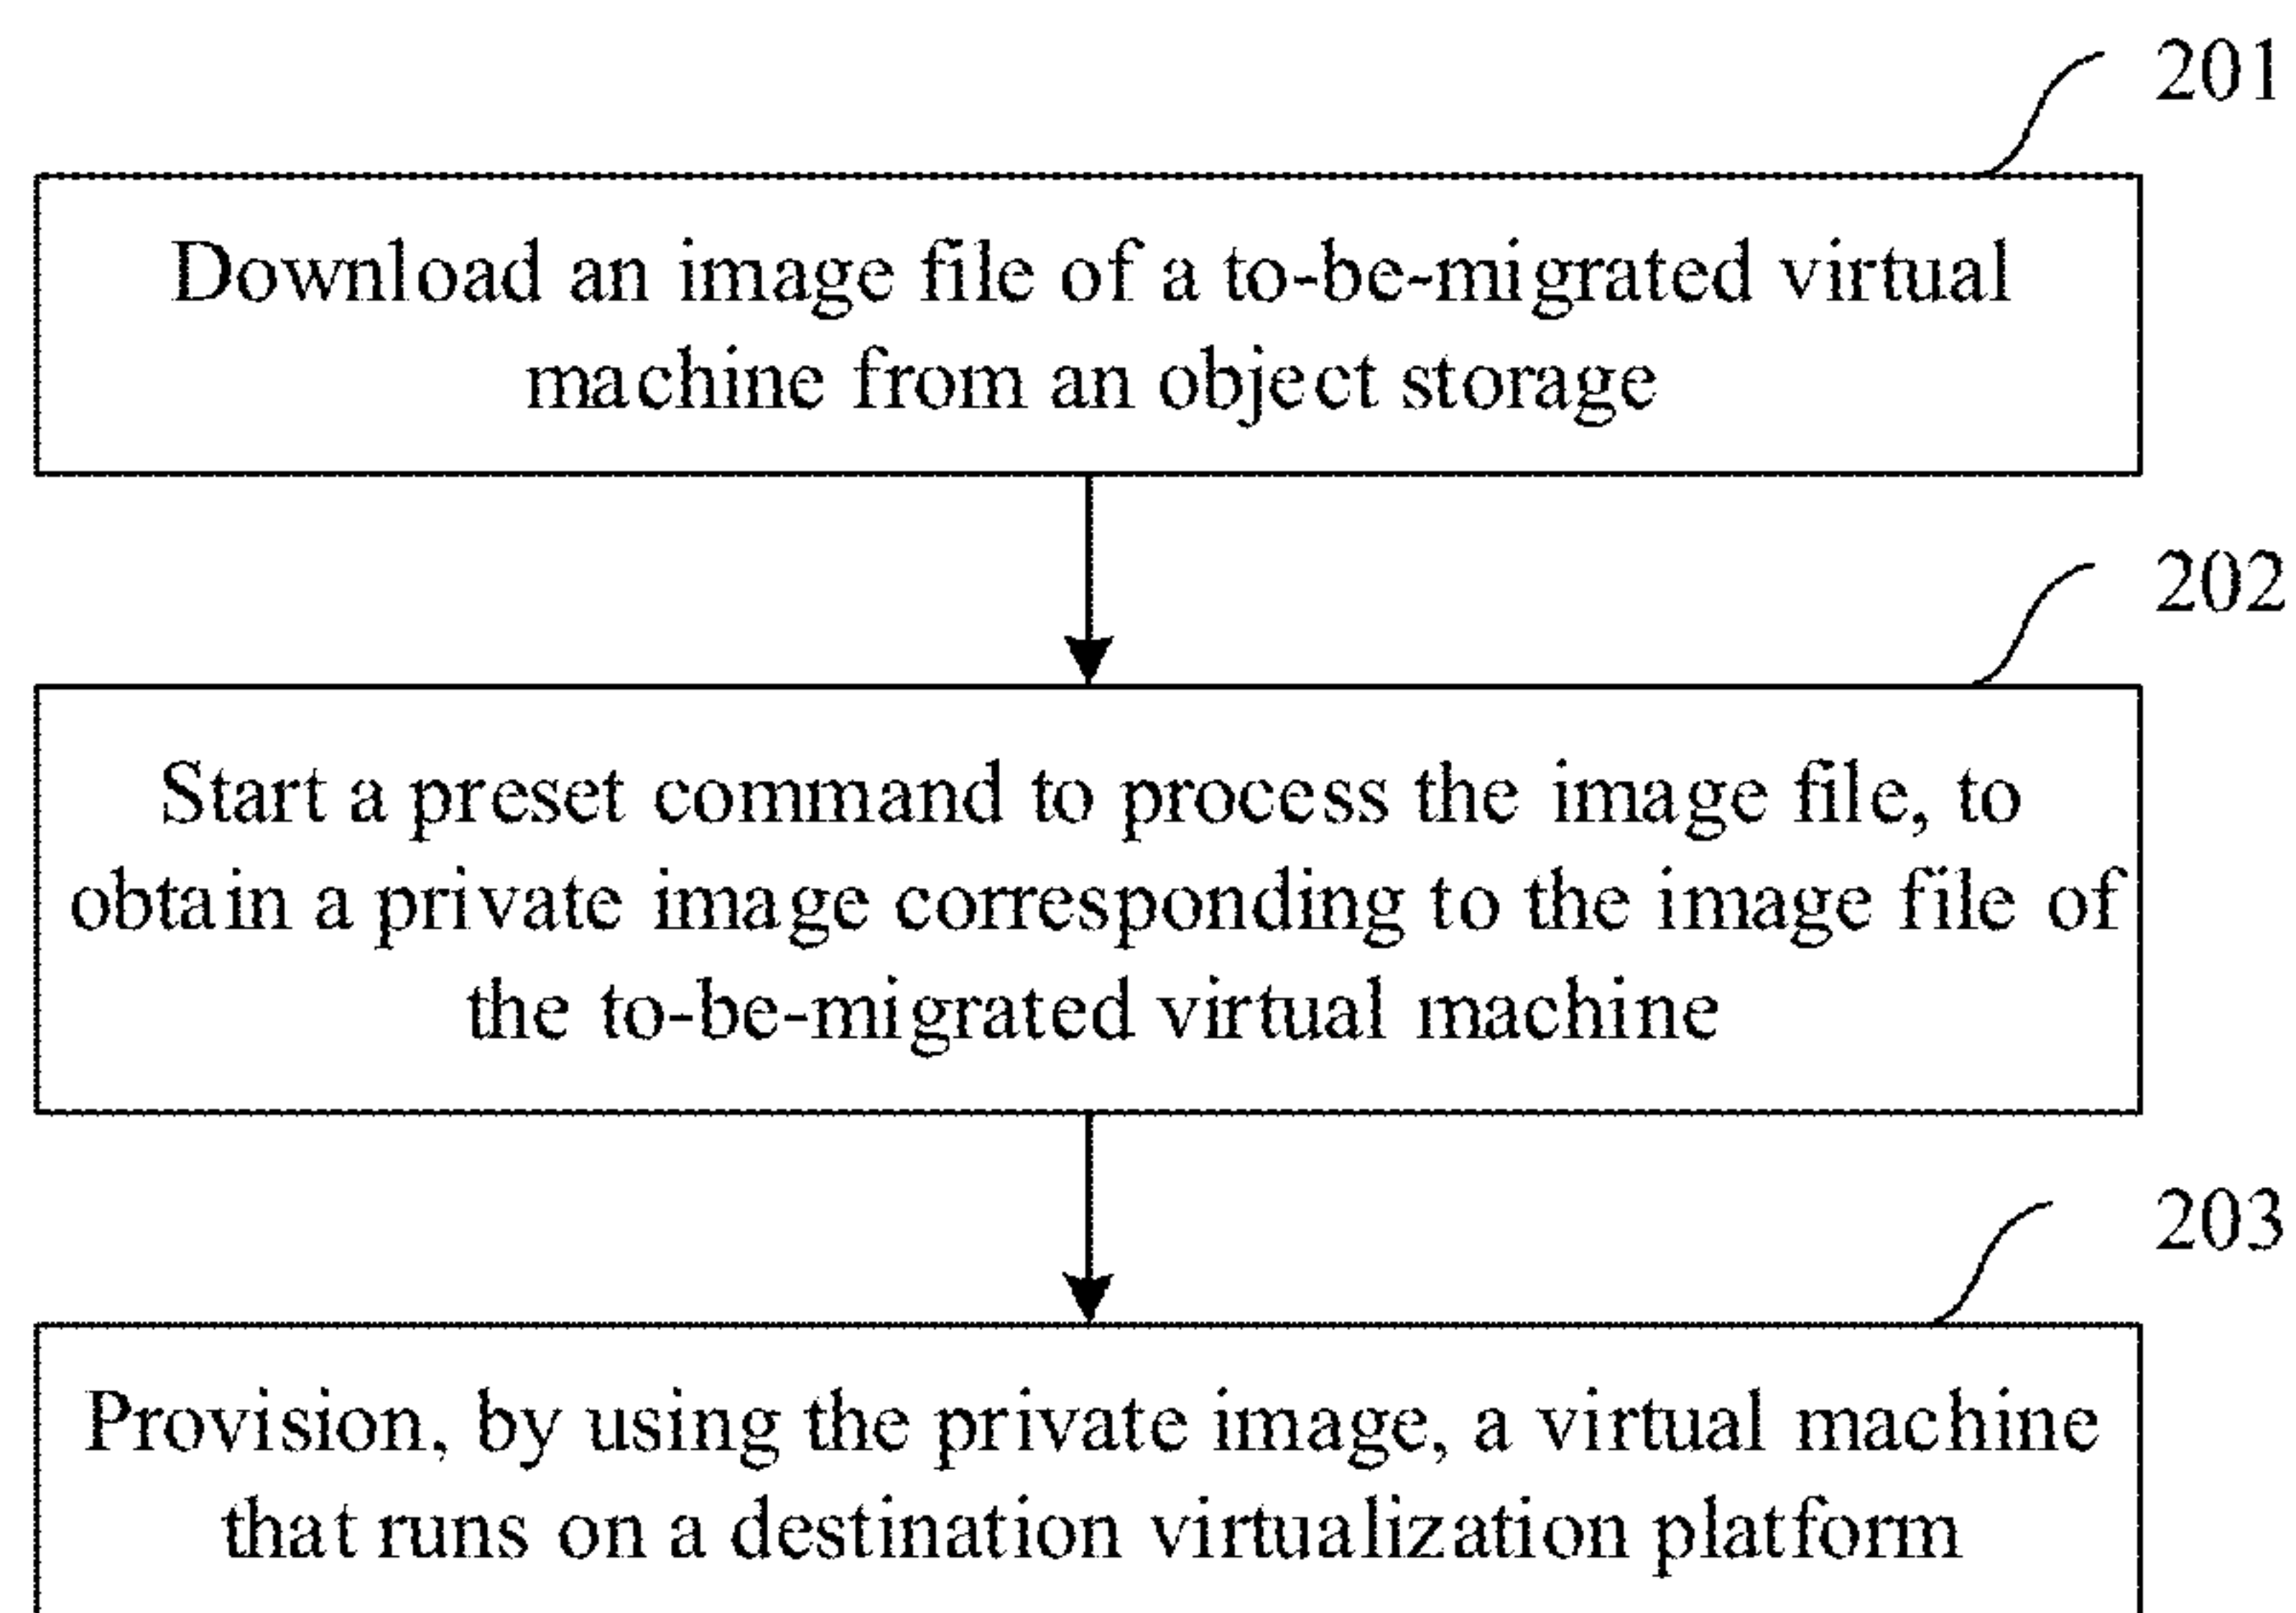 201
Download an image file of a to-be-migrated virtual
machine from an object storage
202
Start a preset command to process the image file, to
obtain a private image corresponding to the image file of
the to-be-migrated virtual machine
203
Provision, by using the private image, a virtual machine
that runs on a destination virtualization platform